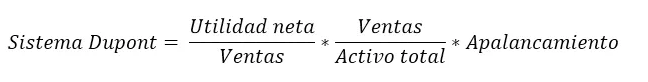 Sistema Dupont = Utilidad neta / Ventas * Ventas / Activo total * Apalancamiento